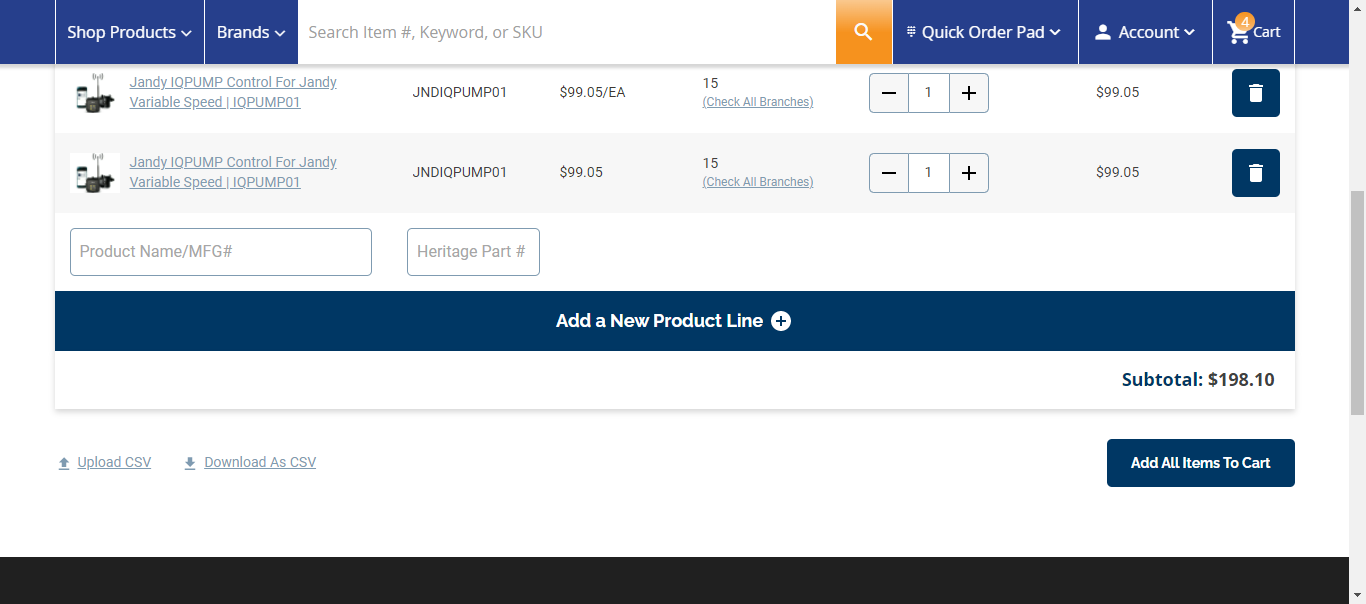 Shop Products
Brands
Search Item #, Keyword, or SKU
Quick Order Pad
Account
4
Cart
Jandy IQPUMP Control For Jandy
Variable Speed | IQPUMP01
JNDIQPUMP01
$99.05/EA
15
(Check All Branches)
1
$99.05
Jandy IQPUMP Control For Jandy
Variable Speed | IQPUMP01
JNDIQPUMP01
$99.05
15
(Check All Branches)
1
$99.05
Product Name/MFG#
Heritage Part #
Add a New Product Line
Subtotal: $198.10
Upload CSV
Download As CSV
Add All Items To Cart